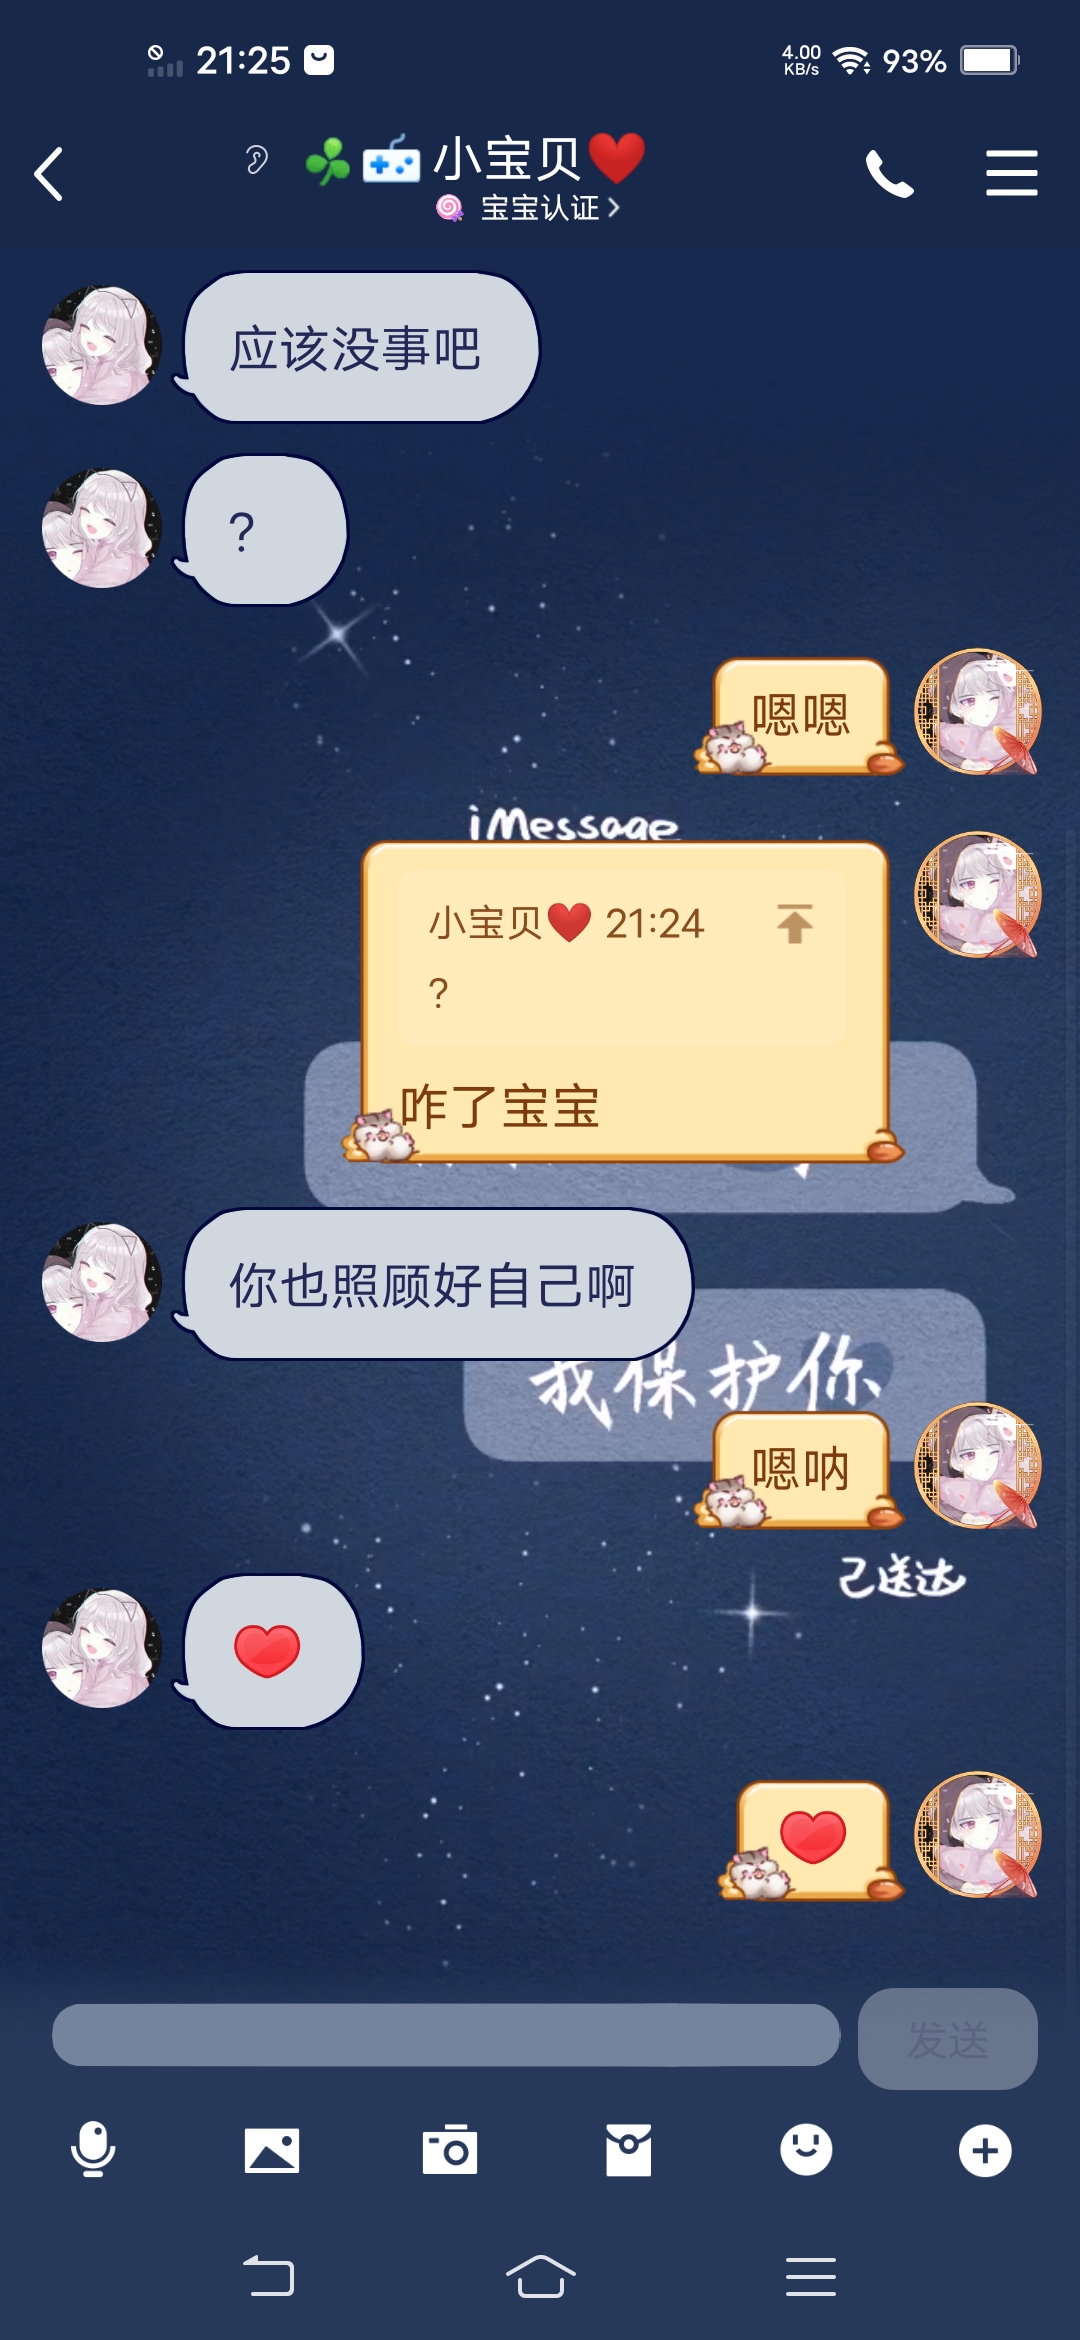 21:25
4.00
KB/s
93%
小宝贝
宝宝认证
应该没事吧
?
嗯嗯
iMessage
小宝贝 21:24
?
咋了宝宝
你也照顾好自己啊
我保护你
嗯呐
己送达
发送